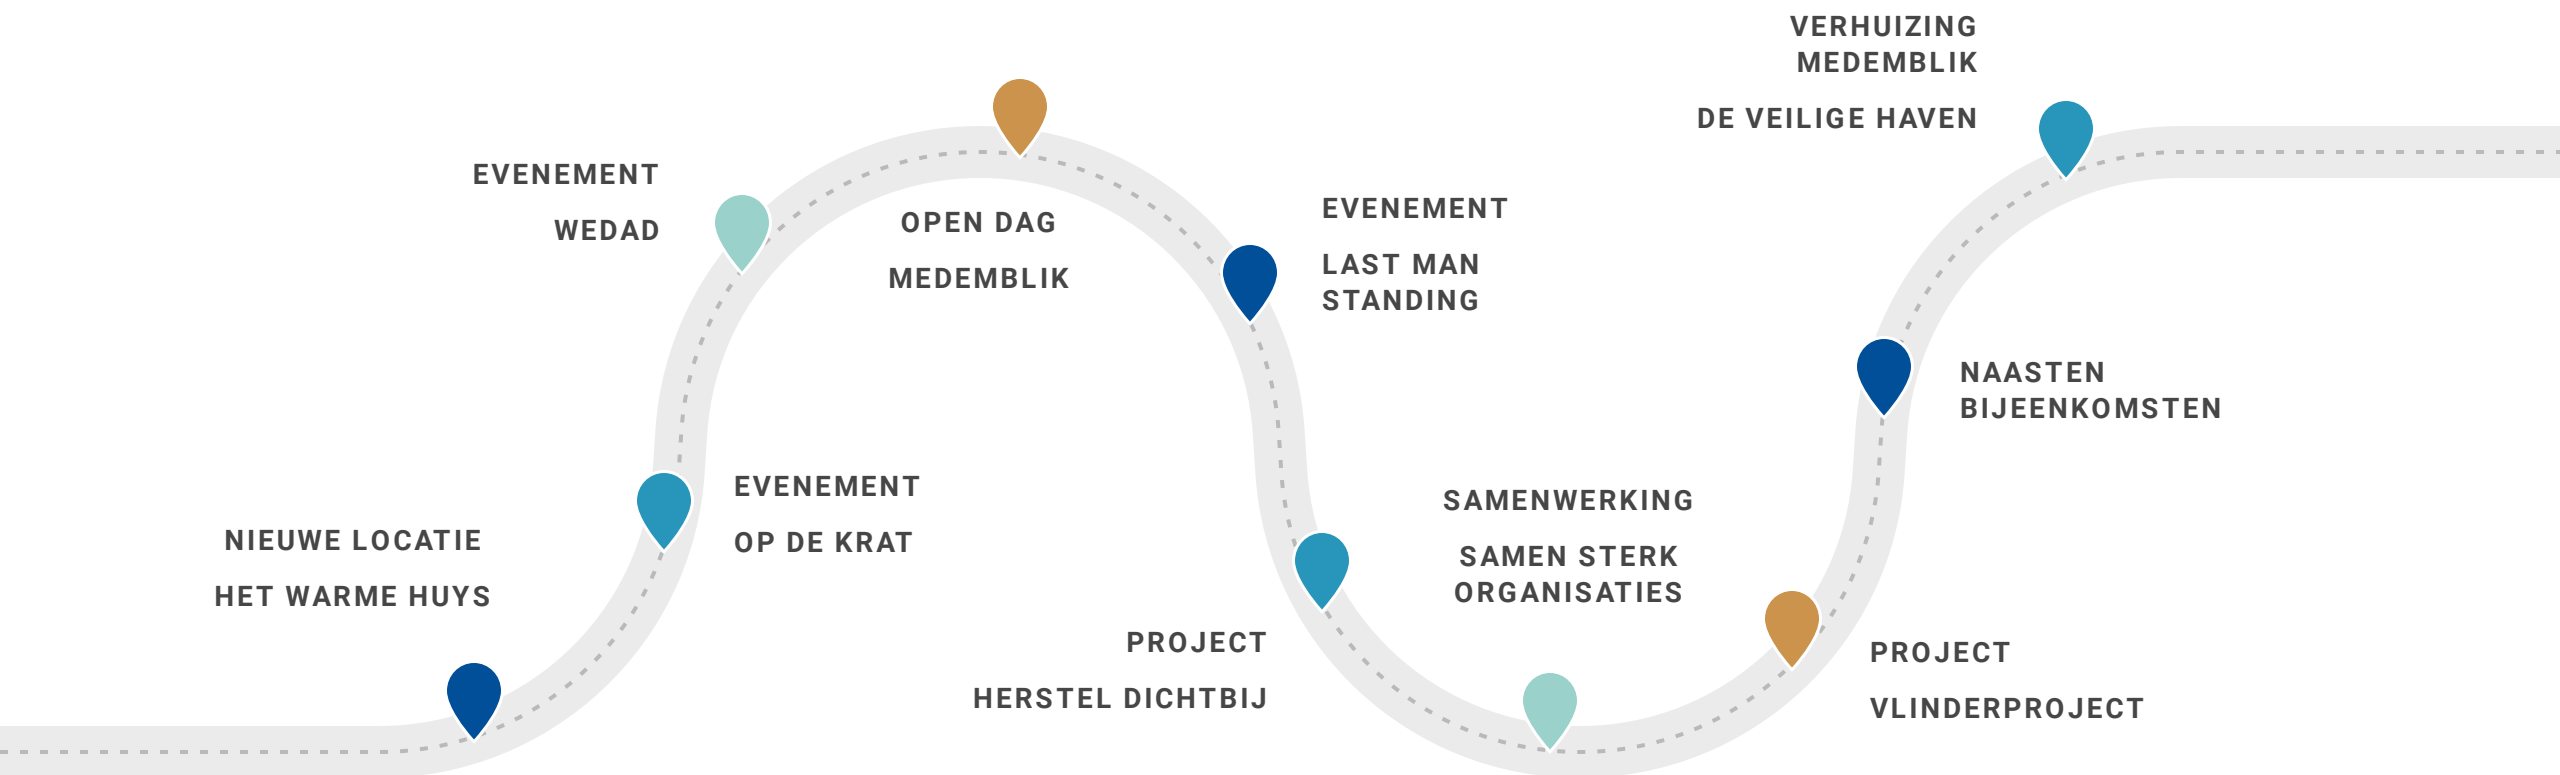 NIEUWE LOCATIE
HET WARME HUYS
EVENEMENT
OP DE KRAT
EVENEMENT
WEDAD
OPEN DAG
MEDEMBLIK
EVENEMENT
LAST MAN
STANDING
PROJECT
HERSTEL DICHTBIJ
SAMENWERKING
SAMEN STERK
ORGANISATIES
PROJECT
VLINDERPROJECT
NAASTEN
BIJEENKOMSTEN
VERHUIZING
MEDEMBLIK
DE VEILIGE HAVEN